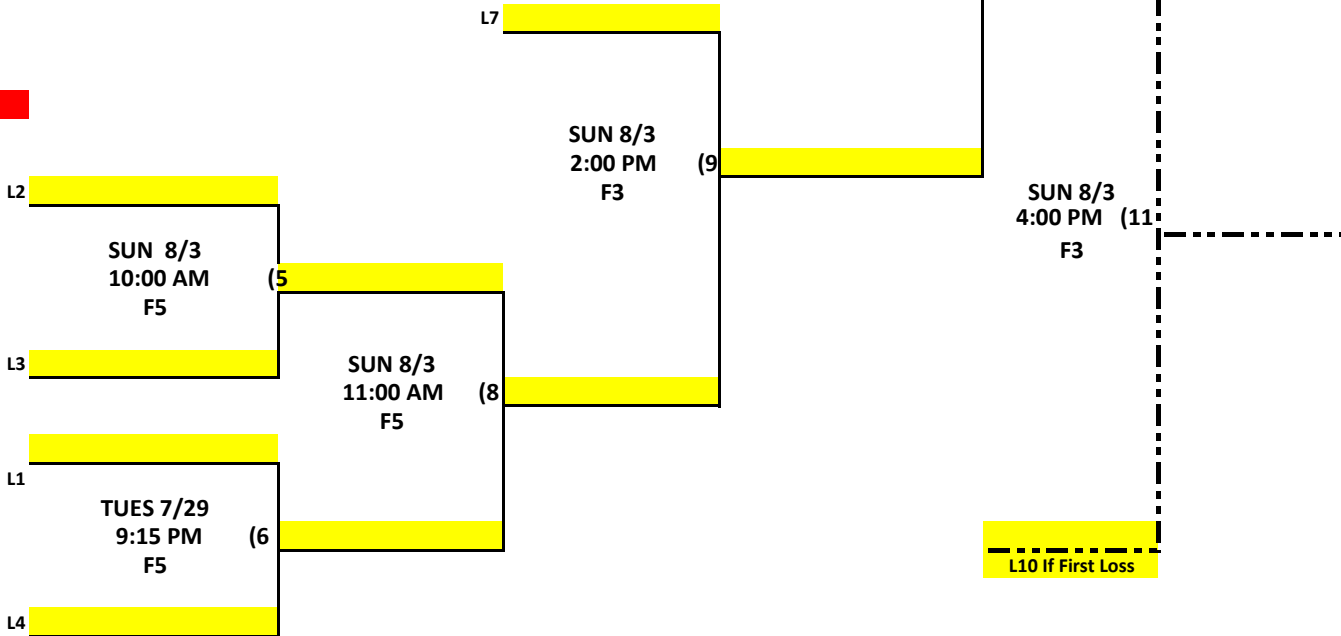 L7
SUN 8/3
2:00 PM (9
F3
L2
SUN 8/3
4:00 PM (11
F3
SUN 8/3
10:00 AM (5
F5
L3
SUN 8/3
11:00 AM (8
F5
L1
TUES 7/29
9:15 PM (6
F5
L10 If First Loss
L4